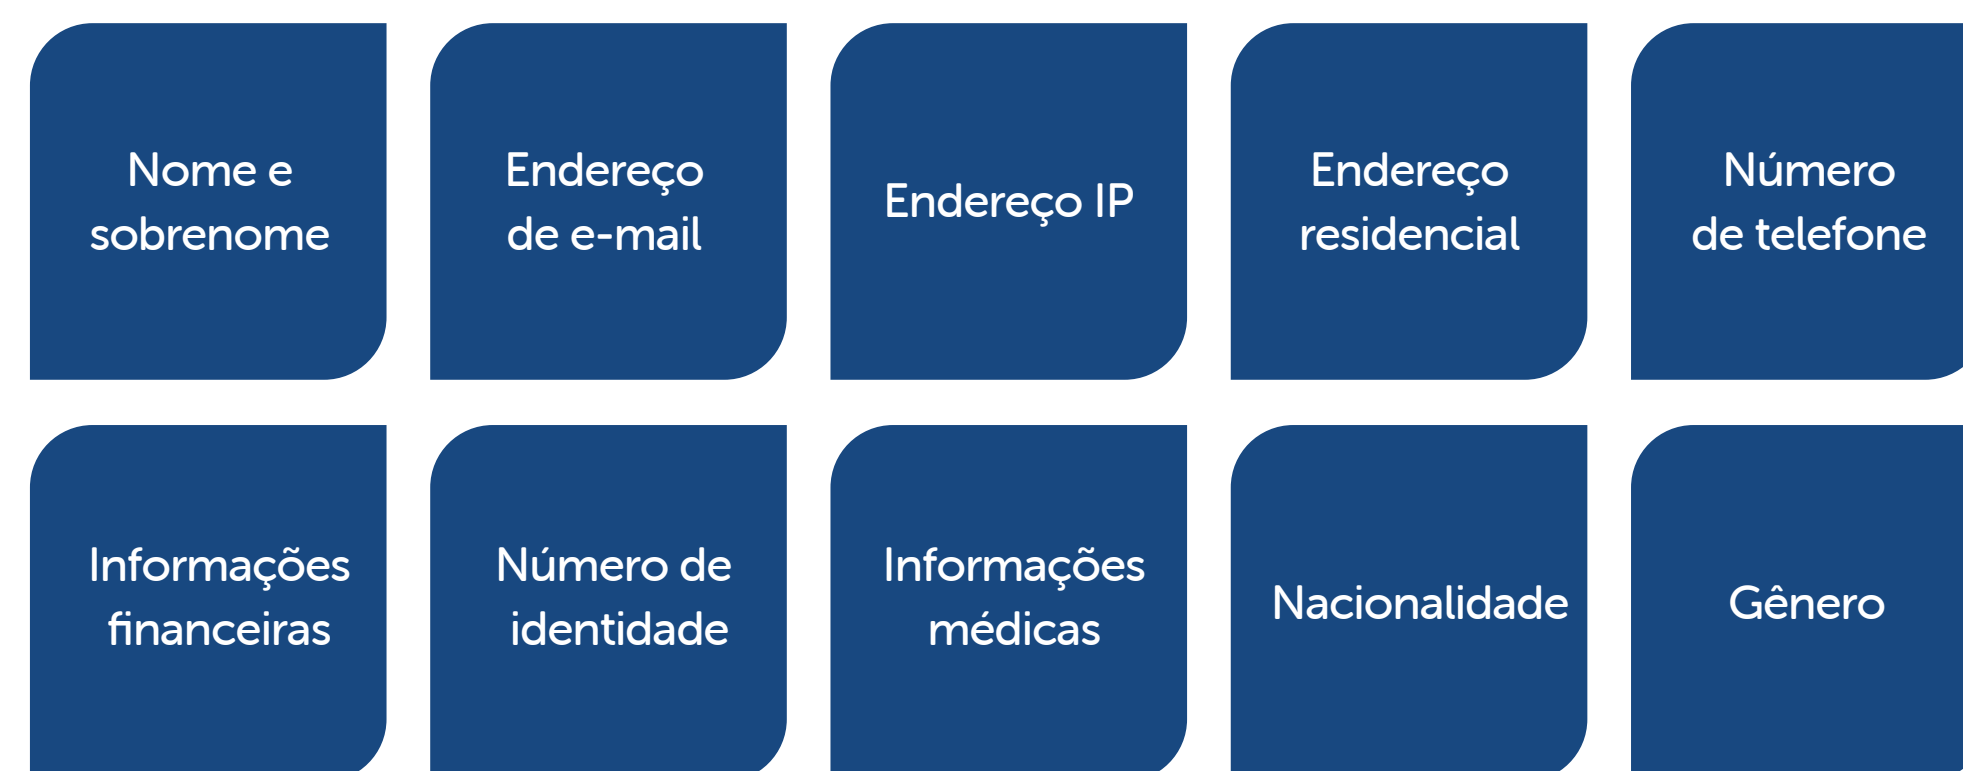 Nome e
sobrenome
Endereço
de e-mail
Endereço IP
Endereço
residencial
Número
de telefone
Informações
financeiras
Número de
identidade
Informações
médicas
Nacionalidade
Gênero